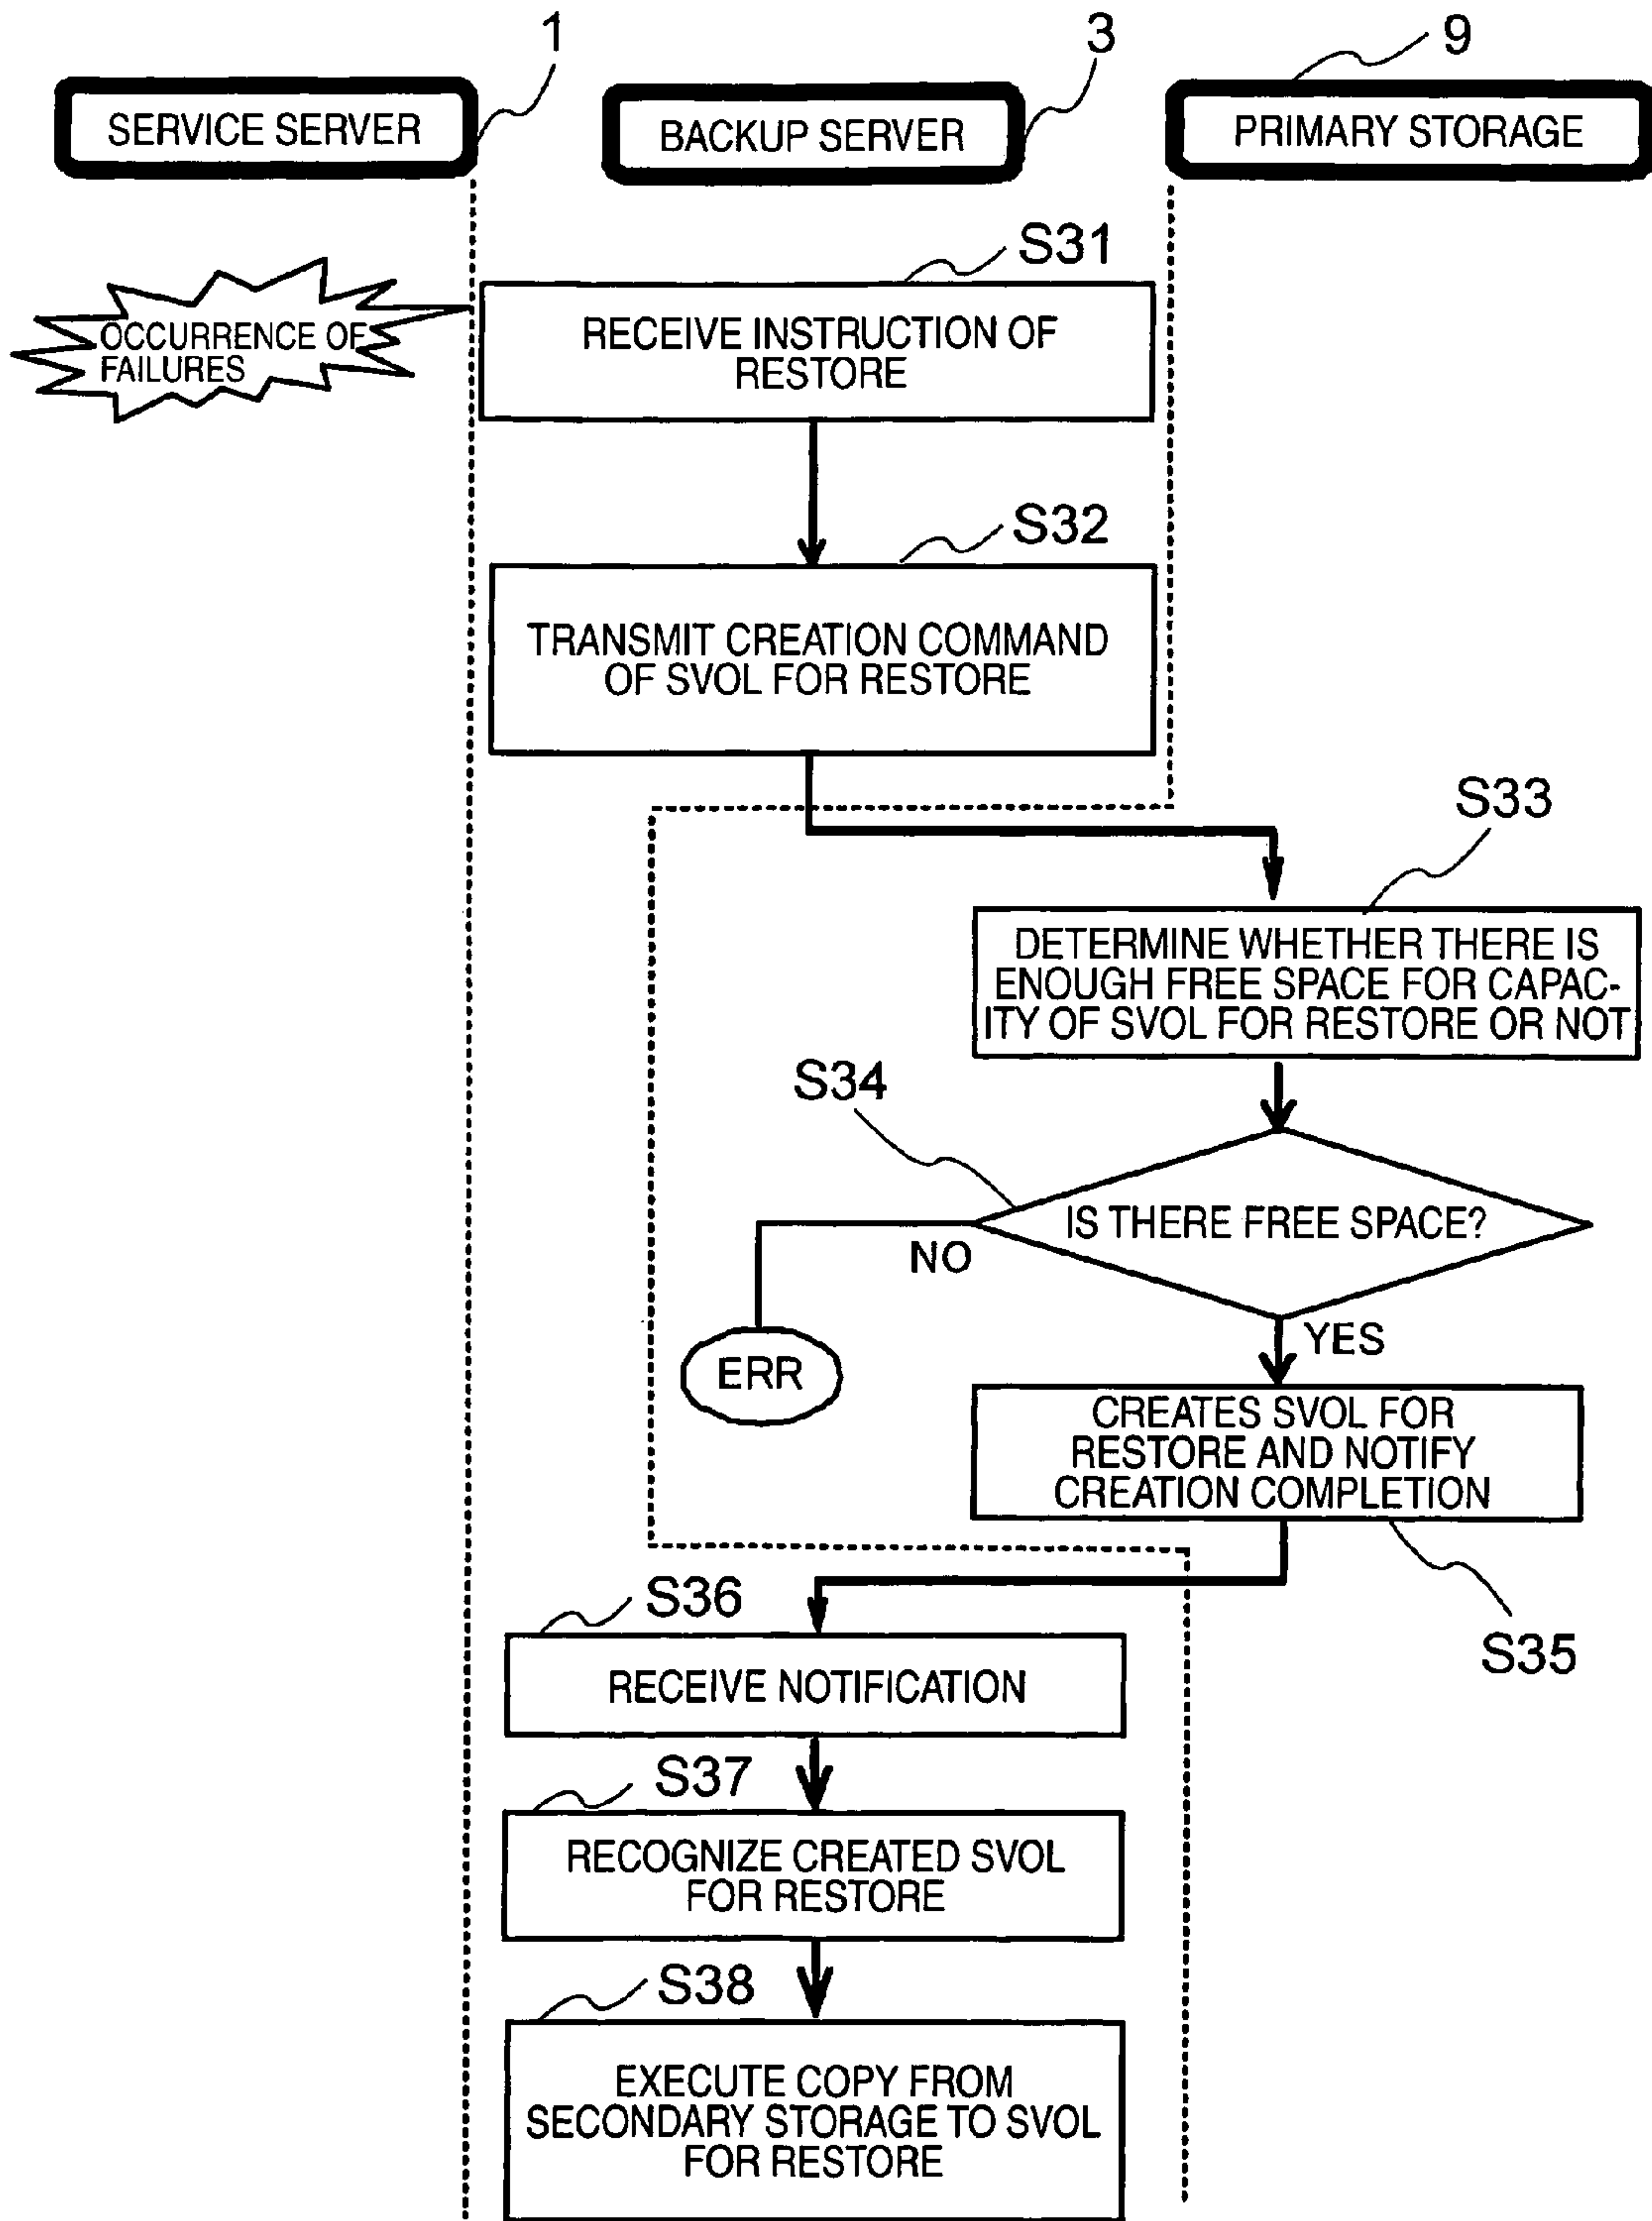 1
3
9
SERVICE SERVER
BACKUP SERVER
PRIMARY STORAGE
S31
OCCURRENCE OF
FAILURES
RECEIVE INSTRUCTION OF
RESTORE
S32
TRANSMIT CREATION COMMAND
OF SVOL FOR RESTORE
S33
DETERMINE WHETHER THERE IS
ENOUGH FREE SPACE FOR CAPAC-
ITY OF SVOL FOR RESTORE OR NOT
S34
IS THERE FREE SPACE?
NO
YES
ERR
CREATES SVOL FOR
RESTORE AND NOTIFY
CREATION COMPLETION
S35
S36
RECEIVE NOTIFICATION
S37
RECOGNIZE CREATED SVOL
FOR RESTORE
S38
EXECUTE COPY FROM
SECONDARY STORAGE TO SVOL
FOR RESTORE